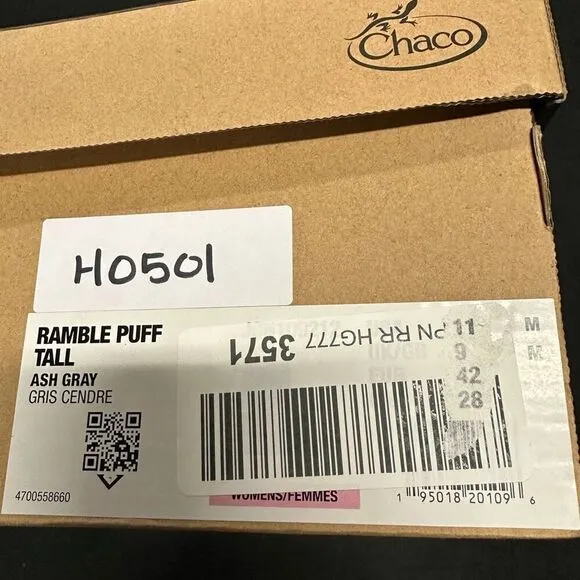 Chaco
H0501
RAMBLE PUFF
TALL
ASH GRAY
GRIS CENDRE
4700558660
PN RR HG777
3571
11 M
9 M
42
28
WOMENS/FEMMES
1 95018 20109 6